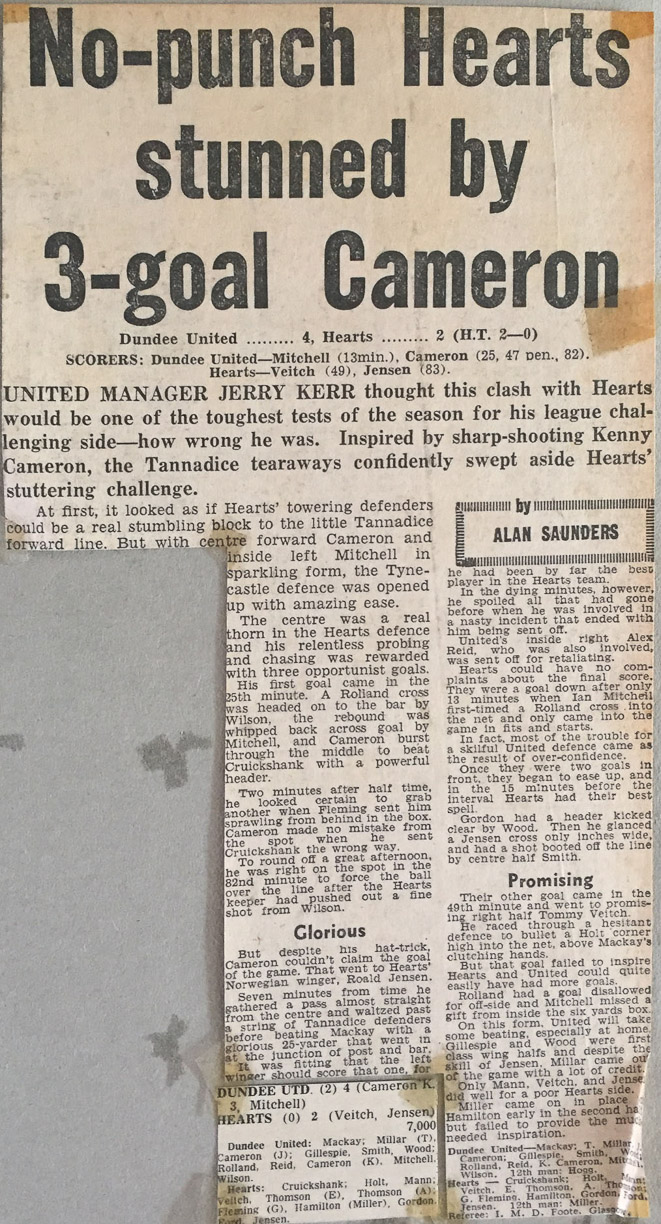 No-punch Hearts
stunned by
3-goal Cameron
Dundee United ......... 4, Hearts ......... 2 (H.T. 2—0)
SCORERS: Dundee United—Mitchell (13min.), Cameron (25, 47 pen., 82).
Hearts—Veitch (49), Jensen (83).
UNITED MANAGER JERRY KERR thought this clash with Hearts
would be one of the toughest tests of the season for his league chal-
lenging side—how wrong he was. Inspired by sharp-shooting Kenny
Cameron, the Tannadice tearaways confidently swept aside Hearts'
stuttering challenge.
At first, it looked as if Hearts' towering defenders
could be a real stumbling block to the little Tannadice
forward line. But with centre forward Cameron and
inside left Mitchell in
sparkling form, the Tyne-
castle defence was opened
up with amazing ease.
The centre was a real
thorn in the Hearts defence
and his relentless probing
and chasing was rewarded
with three opportunist goals.
His first goal came in the
25th minute. A Rolland cross
was headed on to the bar by
Wilson, the rebound was
whipped back across goal by
Mitchell, and Cameron burst
through the middle to beat
Cruickshank with a powerful
header.
Two minutes after half time,
he looked certain to grab
another when Fleming sent him
sprawling from behind in the box.
Cameron made no mistake from
the spot when he sent
Cruickshank the wrong way.
To round off a great afternoon,
he was right on the spot in the
82nd minute to force the ball
over the line after the Hearts
keeper had pushed out a fine
shot from Wilson.
Glorious
But despite his hat-trick,
Cameron couldn't claim the goal
of the game. That went to Hearts'
Norwegian winger, Roald Jensen.
Seven minutes from time he
gathered a pass almost straight
from the centre and waltzed past
a string of Tannadice defenders
before beating Mackay with a
glorious 25-yarder that went in
at the junction of post and bar.
It was fitting that the left
winger should score that one, for
DUNDEE UTD. (2) 4 (Cameron K.
3, Mitchell)
HEARTS (0) 2 (Veitch, Jensen)
7,000
Dundee United: Mackay; Millar (T),
Cameron (J); Gillespie, Smith, Wood;
Rolland, Reid, Cameron (K), Mitchell,
Wilson.
Hearts: Cruickshank; Holt, Mann;
Veitch, Thomson (E), Thomson (A);
Fleming (G), Hamilton (Miller), Gordon,
Ford, Jensen.
by
ALAN SAUNDERS
he had been by far the best
player in the Hearts team.
In the dying minutes, however,
he spoiled all that had gone
before when he was involved in
a nasty incident that ended with
him being sent off.
United's inside right Alex
Reid, who was also involved,
was sent off for retaliating.
Hearts could have no com-
plaints about the final score.
They were a goal down after only
13 minutes when Ian Mitchell
first-timed a Rolland cross into
the net and only came into the
game in fits and starts.
In fact, most of the trouble for
a skilful United defence came as
the result of over-confidence.
Once they were two goals in
front, they began to ease up, and
in the 15 minutes before the
interval Hearts had their best
spell.
Gordon had a header kicked
clear by Wood. Then he glanced
a Jensen cross only inches wide,
and had a shot booted off the line
by centre half Smith.
Promising
Their other goal came in the
49th minute and went to promis-
ing right half Tommy Veitch.
He raced through a hesitant
defence to bullet a Holt corner
high into the net, above Mackay's
clutching hands.
But that goal failed to inspire
Hearts and United could quite
easily have had more goals.
Rolland had a goal disallowed
for off-side and Mitchell missed a
gift from inside the six yards box.
On this form, United will take
some beating, especially at home.
Gillespie and Wood were first
class wing halfs and despite the
skill of Jensen, Millar came out
of the game with a lot of credit.
Only Mann, Veitch, and Jense
did well for a poor Hearts side.
Miller came on in place
Hamilton early in the second ha
but failed to provide the muc
needed inspiration.
Dundee United—Mackay; T. Millar,
Cameron; Gillespie, Smith, Wo
Rolland, Reid, K. Cameron, Mit
Wilson. 12th man: Hogg.
Hearts — Cruickshank; Holt, Mann;
Veitch, E. Thomson, A. Thomson;
G. Fleming, Hamilton, Gordon, Ford,
Jensen. 12th man: Miller.
Referee: I. M. D. Foote, Glasgow